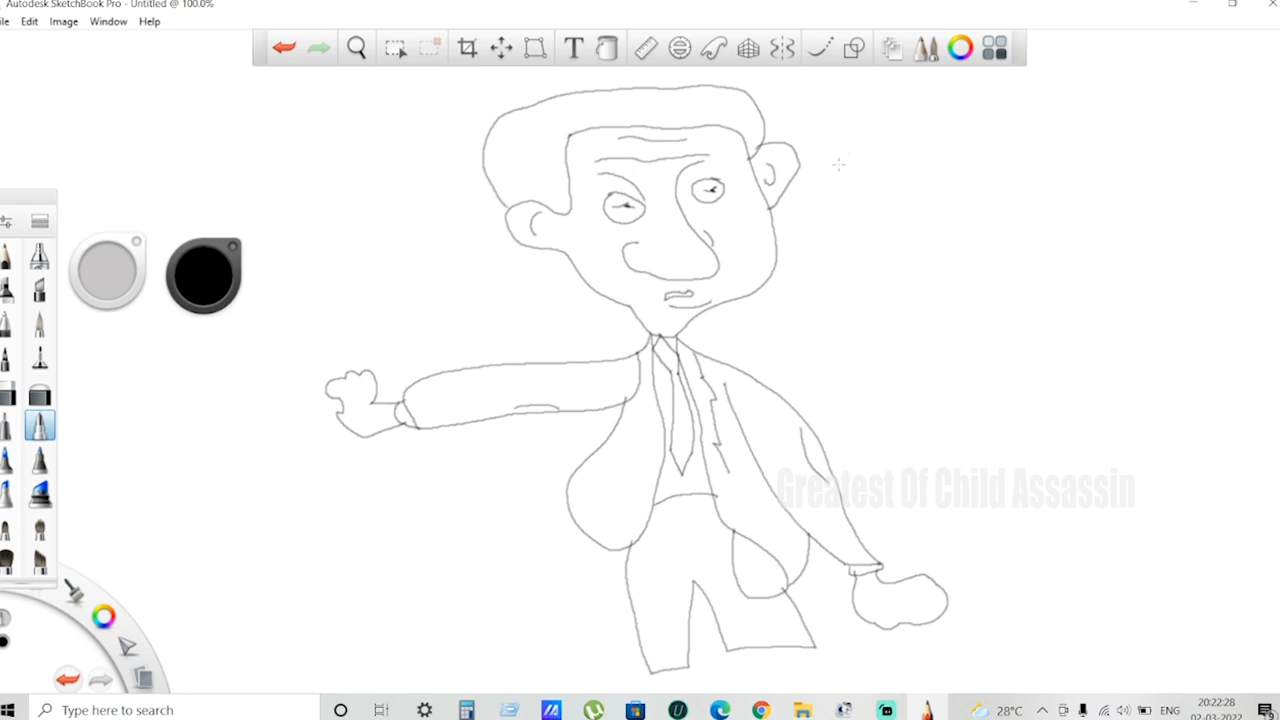 Autodesk SketchBook Pro - Untitled @ 100.0%
Edit Image Window Help
Greatest Of Child Assassin
Type here to search
28°C
ENG
20:22:28